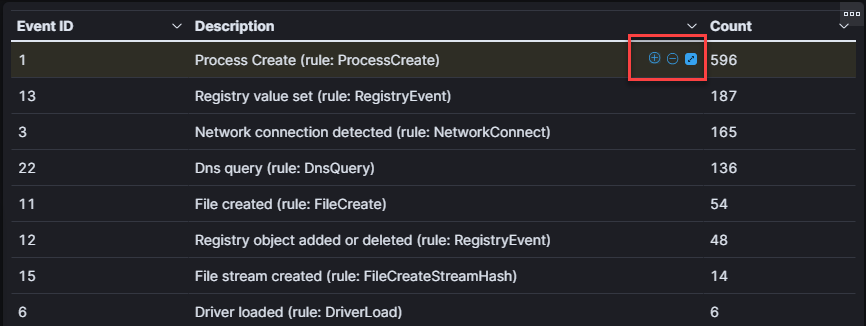 Event ID Description Count
1 Process Create (rule: ProcessCreate) 596
13 Registry value set (rule: RegistryEvent) 187
3 Network connection detected (rule: NetworkConnect) 165
22 Dns query (rule: DnsQuery) 136
11 File created (rule: FileCreate) 54
12 Registry object added or deleted (rule: RegistryEvent) 48
15 File stream created (rule: FileCreateStreamHash) 14
6 Driver loaded (rule: DriverLoad) 6